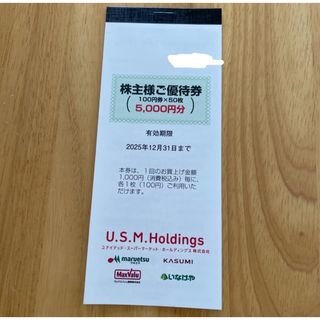 株主様ご優待券
(100円券×50枚)
5,000円分
有効期限
2025年12月31日まで
本券は、1回のお買上げ金額
1,000円(消費税込み)毎に、
各1枚(100円)ご利用いた
だけます。
U.S.M.Holdings
ユナイテッド・スーパーマーケット・ホールディングス株式会社
maruetsu
KASUMI
MaxValu
いなげや